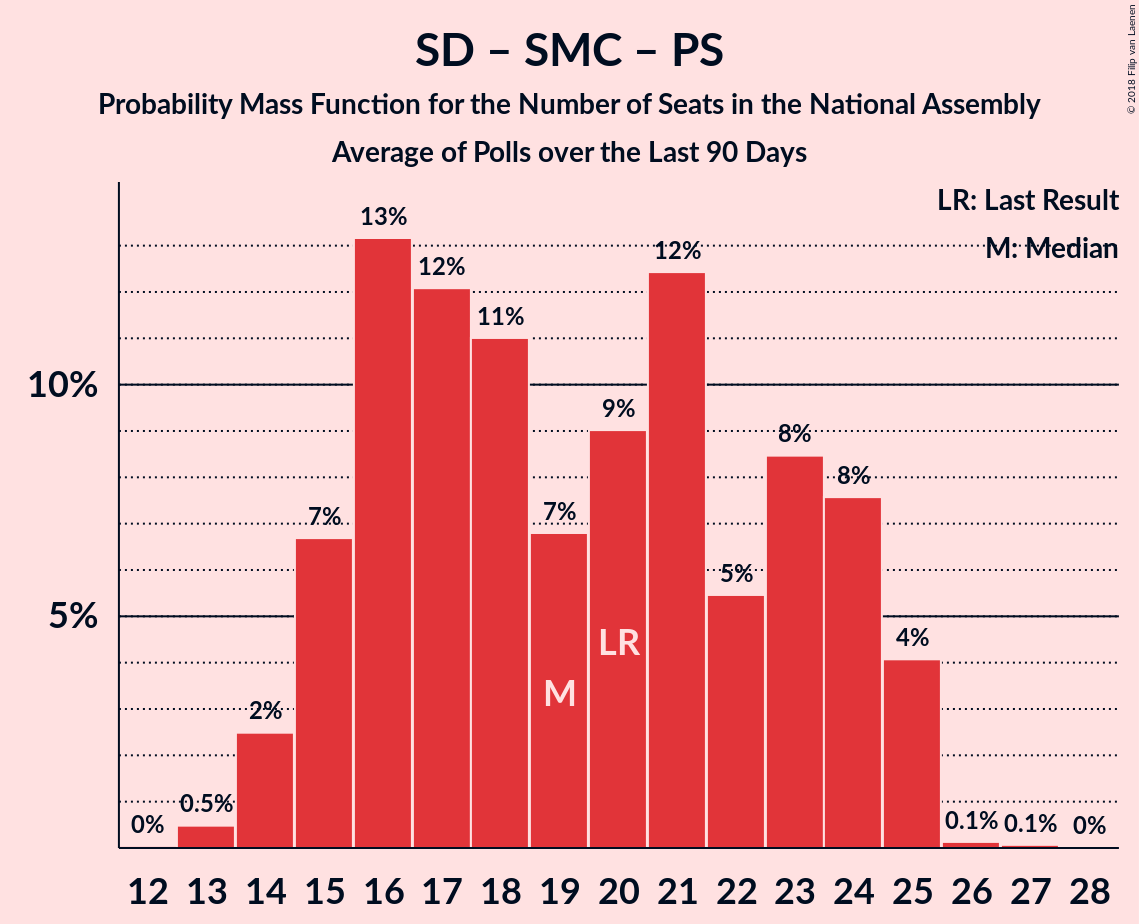 SD – SMC – PS
Probability Mass Function for the Number of Seats in the National Assembly
Average of Polls over the Last 90 Days
© 2018 Filip van Laenen
LR: Last Result
M: Median
13%
12%
11%
12%
10%
9%
8%
8%
7%
7%
5%
5%
4%
LR
M
2%
0.5%
0%
0.1%
0.1%
0%
12 13 14 15 16 17 18 19 20 21 22 23 24 25 26 27 28